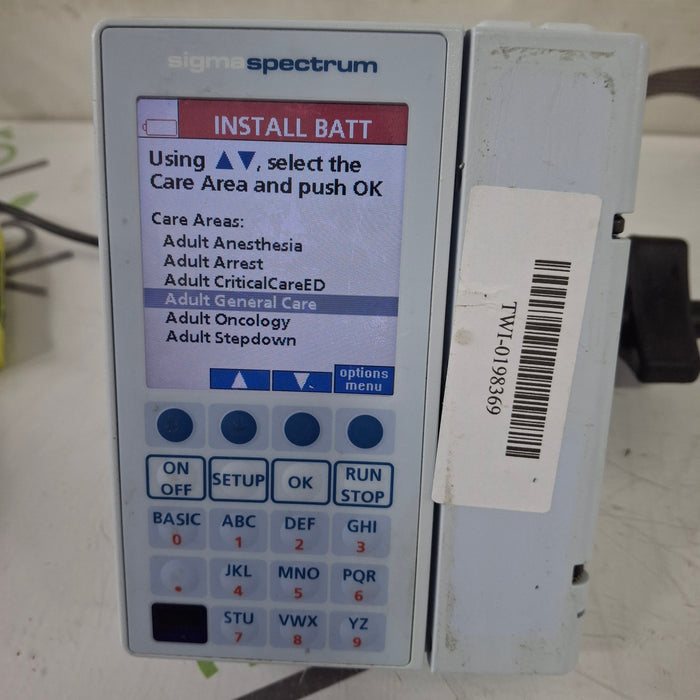 sigmaspectrum
INSTALL BATT
Using ▲▼, select the
Care Area and push OK
Care Areas:
Adult Anesthesia
Adult Arrest
Adult CriticalCareED
Adult General Care
Adult Oncology
Adult Stepdown
options
menu
ON
OFF
SETUP
OK
RUN
STOP
BASIC ABC DEF GHI
0 1 2 3
JKL MNO PQR
. 4 5 6
STU VWX YZ
7 8 9
TWI-0198369